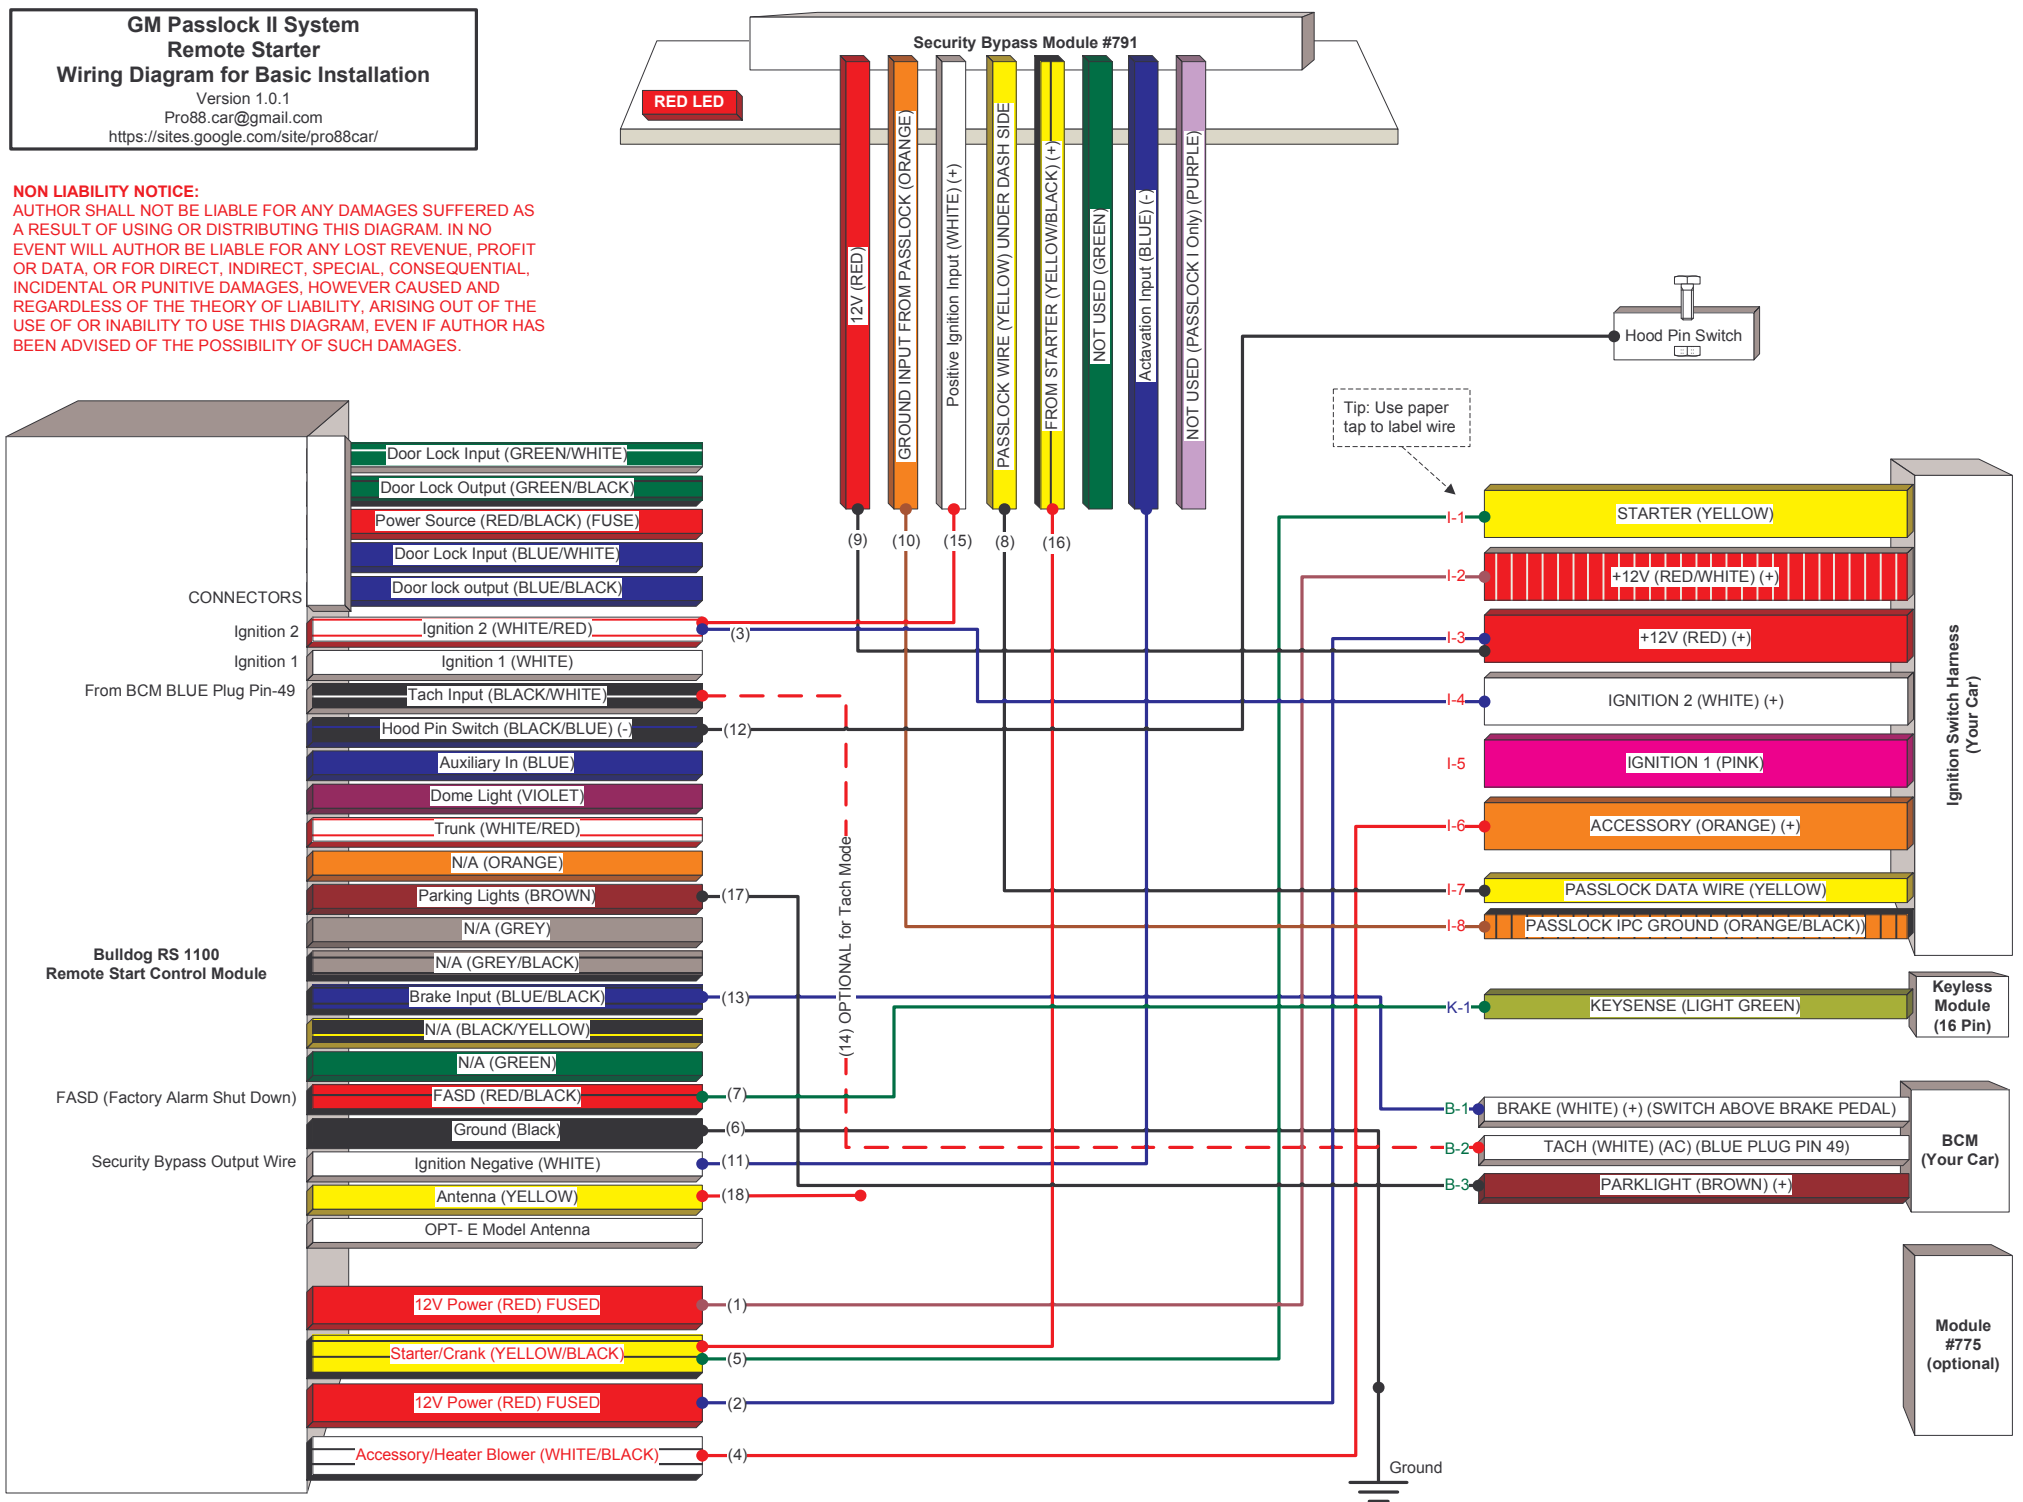 GM Passlock II System
Remote Starter
Wiring Diagram for Basic Installation
Version 1.0.1
Pro88.car@gmail.com
https://sites.google.com/site/pro88car/
NON LIABILITY NOTICE:
AUTHOR SHALL NOT BE LIABLE FOR ANY DAMAGES SUFFERED AS
A RESULT OF USING OR DISTRIBUTING THIS DIAGRAM. IN NO
EVENT WILL AUTHOR BE LIABLE FOR ANY LOST REVENUE, PROFIT
OR DATA, OR FOR DIRECT, INDIRECT, SPECIAL, CONSEQUENTIAL,
INCIDENTAL OR PUNITIVE DAMAGES, HOWEVER CAUSED AND
REGARDLESS OF THE THEORY OF LIABILITY, ARISING OUT OF THE
USE OF OR INABILITY TO USE THIS DIAGRAM, EVEN IF AUTHOR HAS
BEEN ADVISED OF THE POSSIBILITY OF SUCH DAMAGES.
Security Bypass Module #791
RED LED
12V (RED)
GROUND INPUT FROM PASSLOCK (ORANGE)
Positive Ignition Input (WHITE) (+)
PASSLOCK WIRE (YELLOW) UNDER DASH SIDE
FROM STARTER (YELLOW/BLACK) (+)
NOT USED (GREEN)
Actavation Input (BLUE) (-)
NOT USED (PASSLOCK I Only) (PURPLE)
(9)
(10)
(15)
(8)
(16)
Hood Pin Switch
Tip: Use paper
tap to label wire
Door Lock Input (GREEN/WHITE)
Door Lock Output (GREEN/BLACK)
Power Source (RED/BLACK) (FUSE)
Door Lock Input (BLUE/WHITE)
Door lock output (BLUE/BLACK)
CONNECTORS
Ignition 2
Ignition 2 (WHITE/RED)
(3)
Ignition 1
Ignition 1 (WHITE)
From BCM BLUE Plug Pin-49
Tach Input (BLACK/WHITE)
Hood Pin Switch (BLACK/BLUE) (-)
(12)
Auxiliary In (BLUE)
Dome Light (VIOLET)
Trunk (WHITE/RED)
N/A (ORANGE)
Parking Lights (BROWN)
(17)
N/A (GREY)
N/A (GREY/BLACK)
Bulldog RS 1100
Remote Start Control Module
Brake Input (BLUE/BLACK)
(13)
N/A (BLACK/YELLOW)
N/A (GREEN)
FASD (Factory Alarm Shut Down)
FASD (RED/BLACK)
(7)
Ground (Black)
(6)
Security Bypass Output Wire
Ignition Negative (WHITE)
(11)
Antenna (YELLOW)
(18)
OPT- E Model Antenna
12V Power (RED) FUSED
(1)
Starter/Crank (YELLOW/BLACK)
(5)
12V Power (RED) FUSED
(2)
Accessory/Heater Blower (WHITE/BLACK)
(4)
(14) OPTIONAL for Tach Mode
Ground
I-1
STARTER (YELLOW)
I-2
+12V (RED/WHITE) (+)
I-3
+12V (RED) (+)
I-4
IGNITION 2 (WHITE) (+)
I-5
IGNITION 1 (PINK)
I-6
ACCESSORY (ORANGE) (+)
I-7
PASSLOCK DATA WIRE (YELLOW)
I-8
PASSLOCK IPC GROUND (ORANGE/BLACK))
Ignition Switch Harness
(Your Car)
K-1
KEYSENSE (LIGHT GREEN)
Keyless
Module
(16 Pin)
B-1
BRAKE (WHITE) (+) (SWITCH ABOVE BRAKE PEDAL)
B-2
TACH (WHITE) (AC) (BLUE PLUG PIN 49)
B-3
PARKLIGHT (BROWN) (+)
BCM
(Your Car)
Module
#775
(optional)